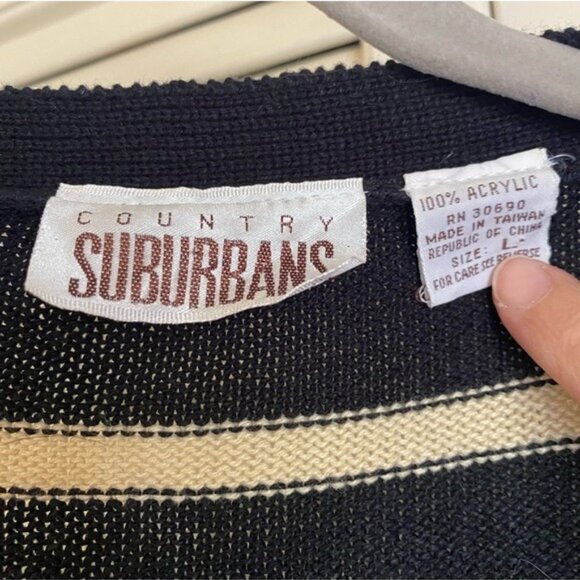 COUNTRY
SUBURBANS
100% ACRYLIC
RN 30690
MADE IN TAIWAN
REPUBLIC OF CHINA
SIZE: L
FOR CARE SEE REVERSE